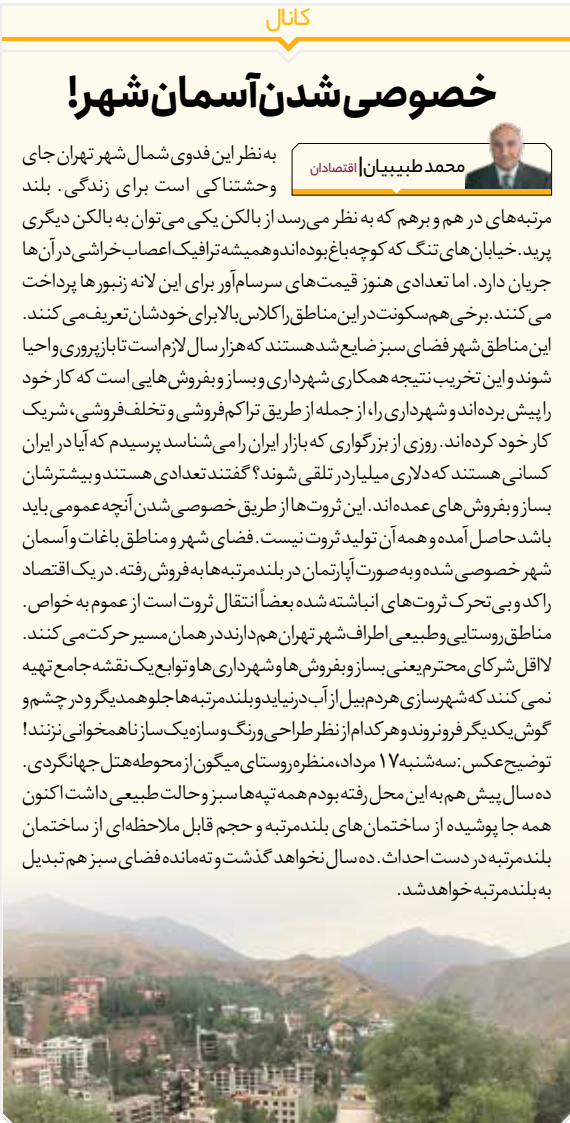 کانال
خصوصی‌شدن آسمان شهر!
محمد طبیبیان | اقتصاددان
به نظر این فدوی شمال شهر تهران جای
وحشتناکی است برای زندگی. بلند
مرتبه‌های در هم و برهم که به نظر می‌رسد از بالکن یکی می‌توان به بالکن دیگری
پرید. خیابان‌های تنگ که کوچه باغ بوده‌اند و همیشه ترافیک اعصاب خراشی در آن‌ها
جریان دارد. اما تعدادی هنوز قیمت‌های سرسام‌آور برای این لانه زنبورها پرداخت
می کنند. برخی هم سکونت در این مناطق را کلاس بالا برای خودشان تعریف می کنند.
این مناطق شهر فضای سبز ضایع شد هستند که هزار سال لازم است تا بازپروری و احیا
شوند و این تخریب نتیجه همکاری شهرداری و بساز و بفروش‌هایی است که کار خود
را پیش برده‌اند و شهرداری را، از جمله از طریق تراکم‌فروشی و تخلف‌فروشی، شریک
کار خود کرده‌اند. روزی از بزرگواری که بازار ایران را می‌شناسد پرسیدم که آیا در ایران
کسانی هستند که دلاری میلیاردر تلقی شوند؟ گفتند تعدادی هستند و بیشترشان
بساز و بفروش‌های عمده‌اند. این ثروت‌ها از طریق خصوصی‌شدن آنچه عمومی باید
باشد حاصل آمده و همه آن تولید ثروت نیست. فضای شهر و مناطق باغات و آسمان
شهر خصوصی شده و به صورت آپارتمان در بلندمرتبه‌ها به فروش رفته. در یک اقتصاد
راکد و بی‌تحرک ثروت‌های انباشته شده بعضاً انتقال ثروت است از عموم به خواص.
مناطق روستایی و طبیعی اطراف شهر تهران هم دارند در همان مسیر حرکت می کنند.
لااقل شرکای محترم یعنی بساز و بفروش‌ها و شهرداری‌ها و توابع یک نقشه جامع تهیه
نمی کنند که شهرسازی هردم‌بیل از آب درنیاید و بلندمرتبه‌ها جلو همدیگر و در چشم و
گوش یکدیگر فرو نروند و هر کدام از نظر طراحی و رنگ و سازه یک ساز ناهمخوانی نزنند!
توضیح عکس: سه‌شنبه ۱۷ مرداد، منظره روستای میگون از محوطه هتل جهانگردی.
ده سال پیش هم به این محل رفته بودم همه تپه‌ها سبز و حالت طبیعی داشت اکنون
همه جا پوشیده از ساختمان‌های بلندمرتبه و حجم قابل ملاحظه‌ای از ساختمان
بلندمرتبه در دست احداث. ده سال نخواهد گذشت و ته‌مانده فضای سبز هم تبدیل
به بلندمرتبه خواهد شد.